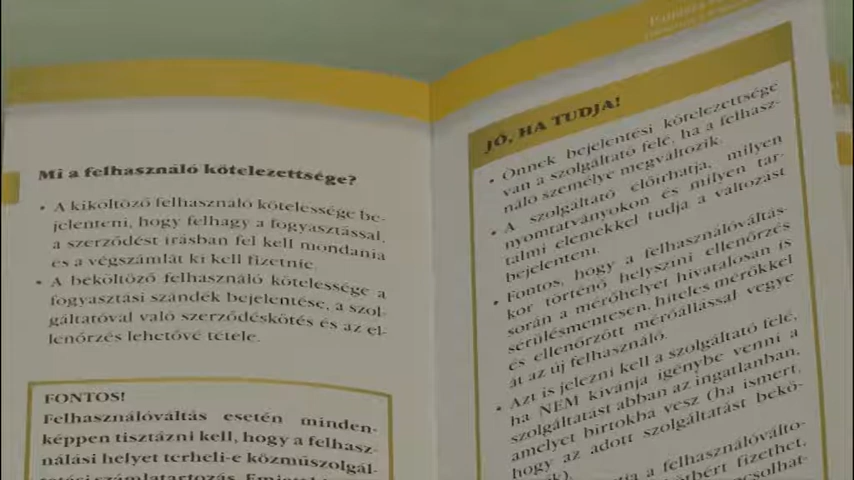 Mi a felhasználó kötelezettsége?
• A kiköltöző felhasználó kötelessége be-
jelenteni, hogy felhagy a fogyasztással,
a szerződést írásban fel kell mondania
és a végszámlát ki kell fizetnie.
• A beköltöző felhasználó kötelessége a
fogyasztási szándék bejelentése, a szol-
gáltatóval való szerződéskötés és az el-
lenőrzés lehetővé tétele.
FONTOS!
Felhasználóváltás esetén minden-
képpen tisztázni kell, hogy a felhasz-
nálási helyet terheli-e közműszolgál-
tatási számlatartozás. Emiatt
JÓ, HA TUDJA!
• Önnek bejelentési kötelezettsége
van a szolgáltató felé, ha a felhasz-
náló személye megváltozik.
• A szolgáltató előírhatja, milyen
nyomtatványokon és milyen tar-
talmi elemekkel tudja a változást
bejelenteni.
• Fontos, hogy a felhasználóváltás-
kor történő helyszíni ellenőrzés
során a mérőhelyet hivatalosan is
sérülésmentesen, hiteles mérőkkel
és ellenőrzött mérőállással vegye
át az új felhasználó.
• Azt is jelezni kell a szolgáltató felé,
ha NEM kívánja igénybe venni a
szolgáltatást abban az ingatlanban,
amelyet birtokba vesz (ha ismert,
hogy az adott szolgáltatást bekö-
a felhasználóválto-
fizethet,